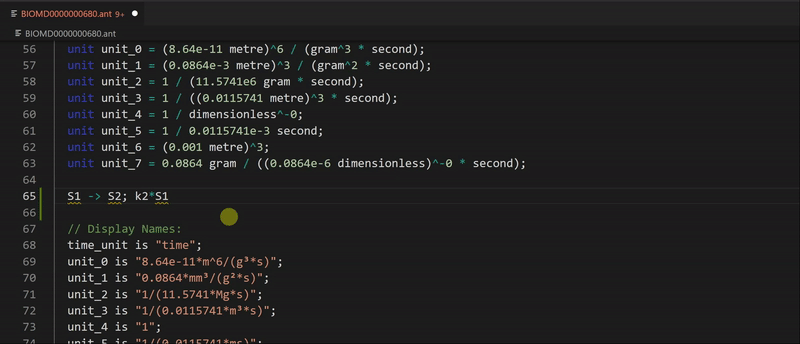 BIOMD0000000680.ant 9+
BIOMD0000000680.ant
56 unit unit_0 = (8.64e-11 metre)^6 / (gram^3 * second);
57 unit unit_1 = (0.0864e-3 metre)^3 / (gram^2 * second);
58 unit unit_2 = 1 / (11.5741e6 gram * second);
59 unit unit_3 = 1 / ((0.0115741 metre)^3 * second);
60 unit unit_4 = 1 / dimensionless^-0;
61 unit unit_5 = 1 / 0.0115741e-3 second;
62 unit unit_6 = (0.001 metre)^3;
63 unit unit_7 = 0.0864 gram / ((0.0864e-6 dimensionless)^-0 * second);
64
65 S1 -> S2; k2*S1
66
67 // Display Names:
68 time_unit is "time";
69 unit_0 is "8.64e-11*m^6/(g³*s)";
70 unit_1 is "0.0864*mm³/(g²*s)";
71 unit_2 is "1/(11.5741*Mg*s)";
72 unit_3 is "1/(0.0115741*m³*s)";
73 unit_4 is "1";
74 unit_5 is "1/(0.0115741*ms)";